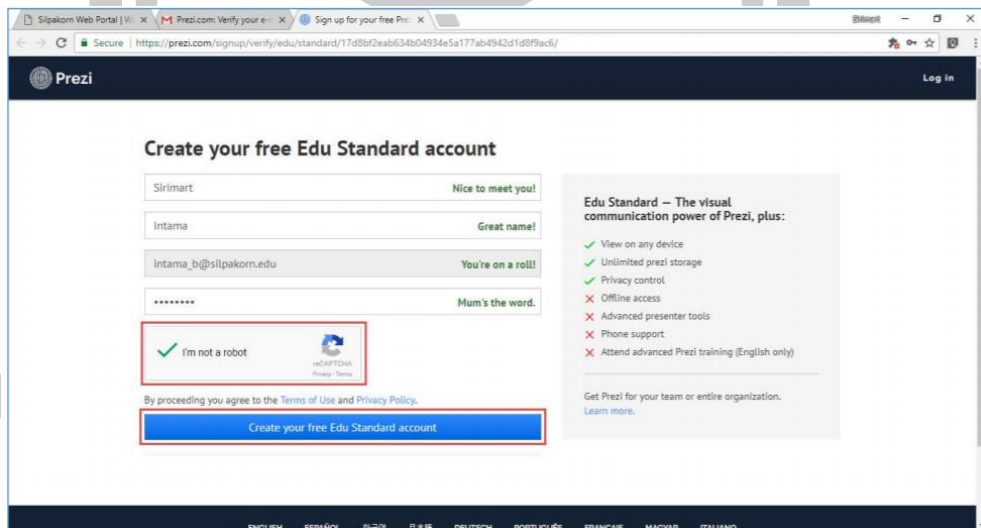 Silpakorn Web Portal | W
Prezi.com: Verify your e-
Sign up for your free Pre
Secure | https://prezi.com/signup/verify/edu/standard/17d8bf2eab634b04934e5a177ab4942d1d8f9ac6/
Prezi
Log in
Create your free Edu Standard account
Sirimart Nice to meet you!
Intama Great name!
intama_b@silpakorn.edu You're on a roll!
•••••••• Mum's the word.
I'm not a robot
reCAPTCHA
Privacy - Terms
By proceeding you agree to the Terms of Use and Privacy Policy.
Create your free Edu Standard account
Edu Standard — The visual
communication power of Prezi, plus:
View on any device
Unlimited prezi storage
Privacy control
Offline access
Advanced presenter tools
Phone support
Attend advanced Prezi training (English only)
Get Prezi for your team or entire organization.
Learn more.
ENGLISH ESPAÑOL 한국어 日本語 DEUTSCH PORTUGUÊS FRANÇAIS MAGYAR ITALIANO